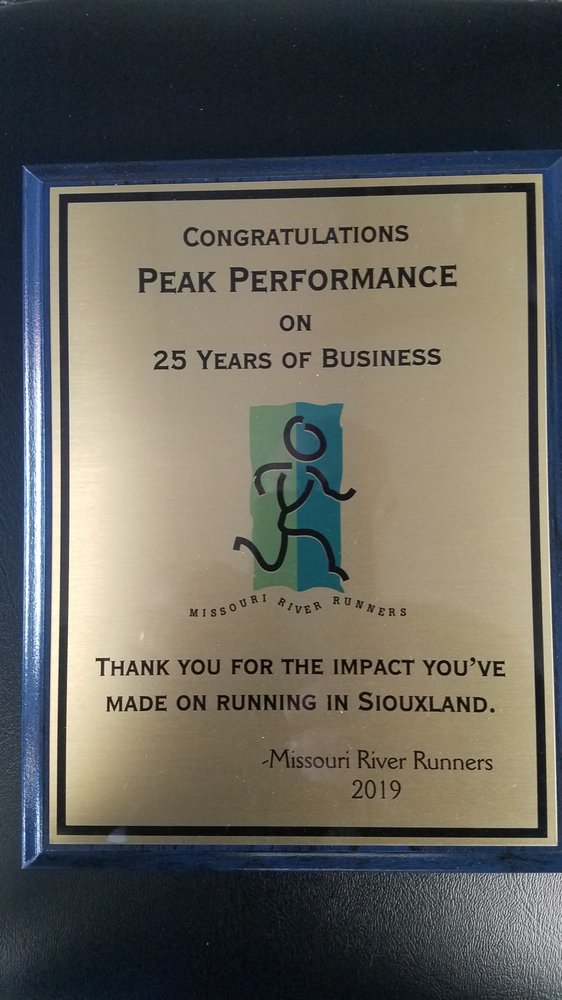 CONGRATULATIONS
PEAK PERFORMANCE
ON
25 YEARS OF BUSINESS
MISSOURI RIVER RUNNERS
THANK YOU FOR THE IMPACT YOU'VE
MADE ON RUNNING IN SIOUXLAND.
-Missouri River Runners
2019